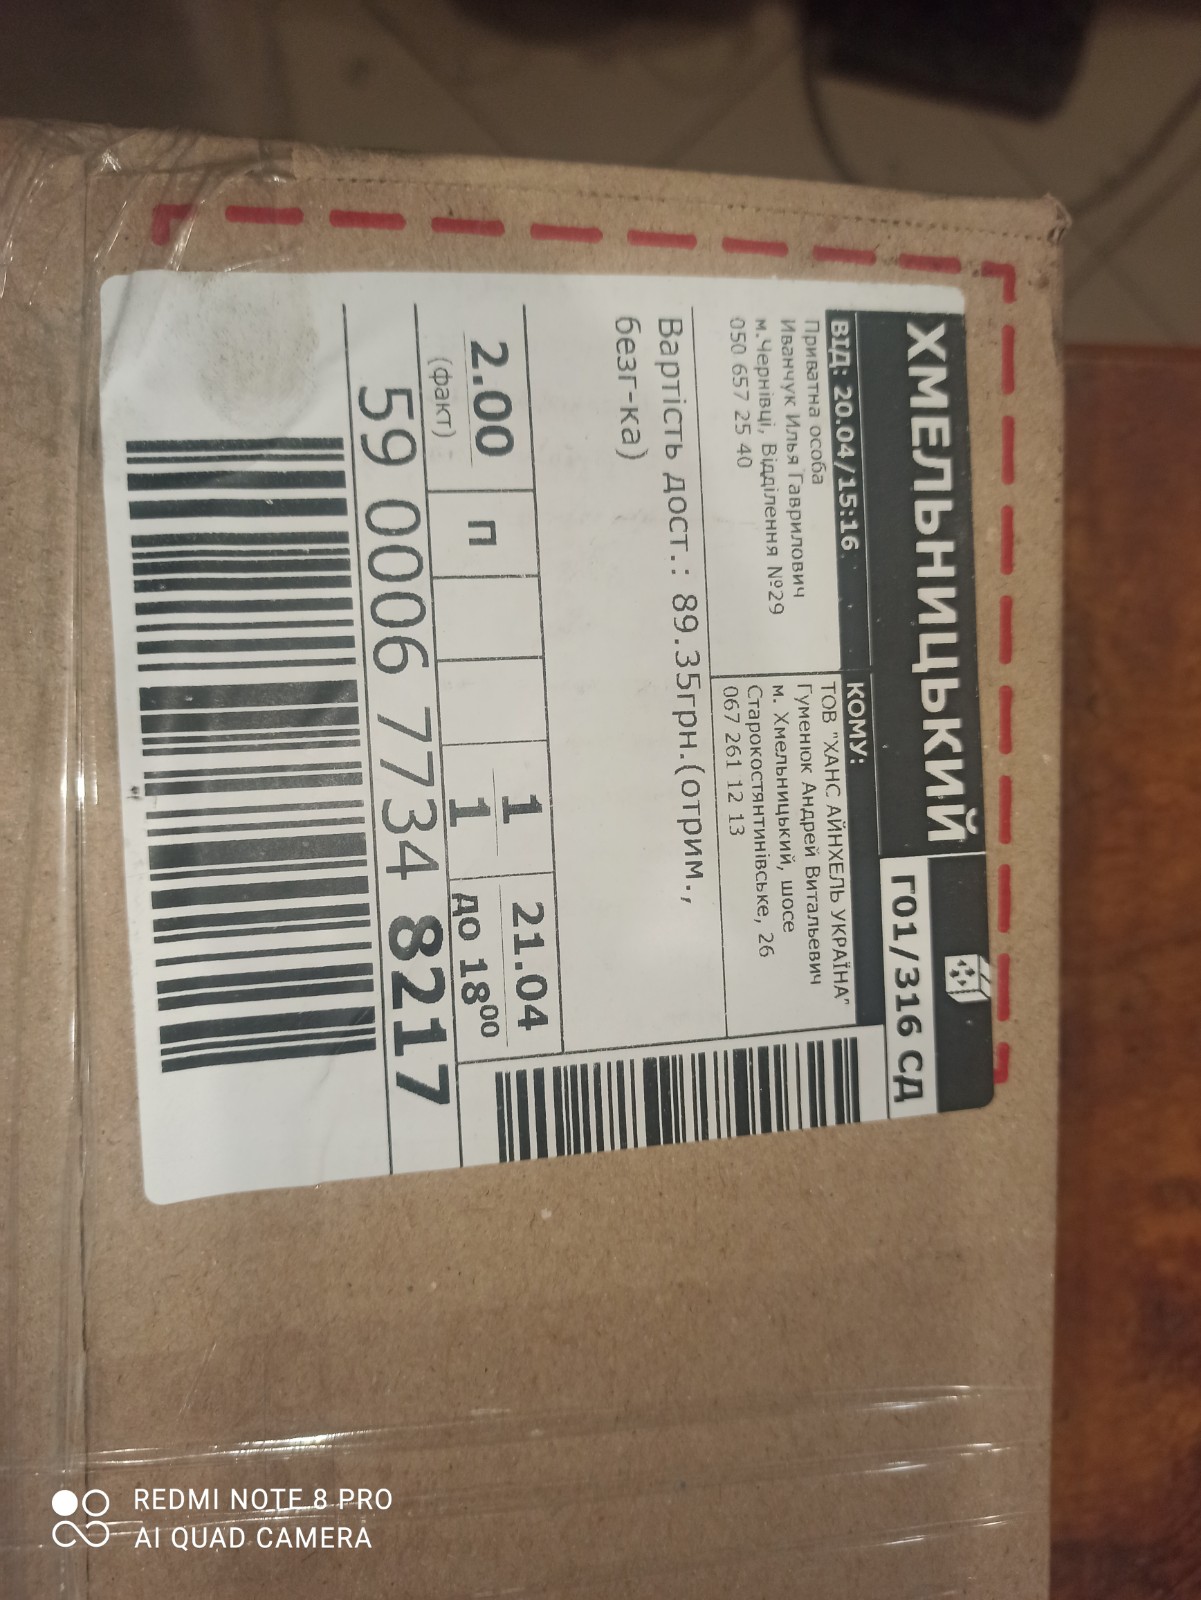 ХМЕЛЬНИЦЬКИЙ
Г01/316 СД
ВІД: 20.04/15:16
Приватна особа
Иванчук Илья Гаврилович
м.Чернівці, Відділення №29
050 657 25 40
КОМУ:
ТОВ "ХАНС АЙНХЕЛЬ УКРАЇНА"
Гуменюк Андрей Витальевич
м. Хмельницький, шосе
Старокостянтинівське, 26
067 261 12 13
Вартість дост.: 89.35грн.(отрим.,
безг-ка)
2.00
(факт)
П
1
1
21.04
до 18⁰⁰
59 0006 7734 8217
REDMI NOTE 8 PRO
AI QUAD CAMERA